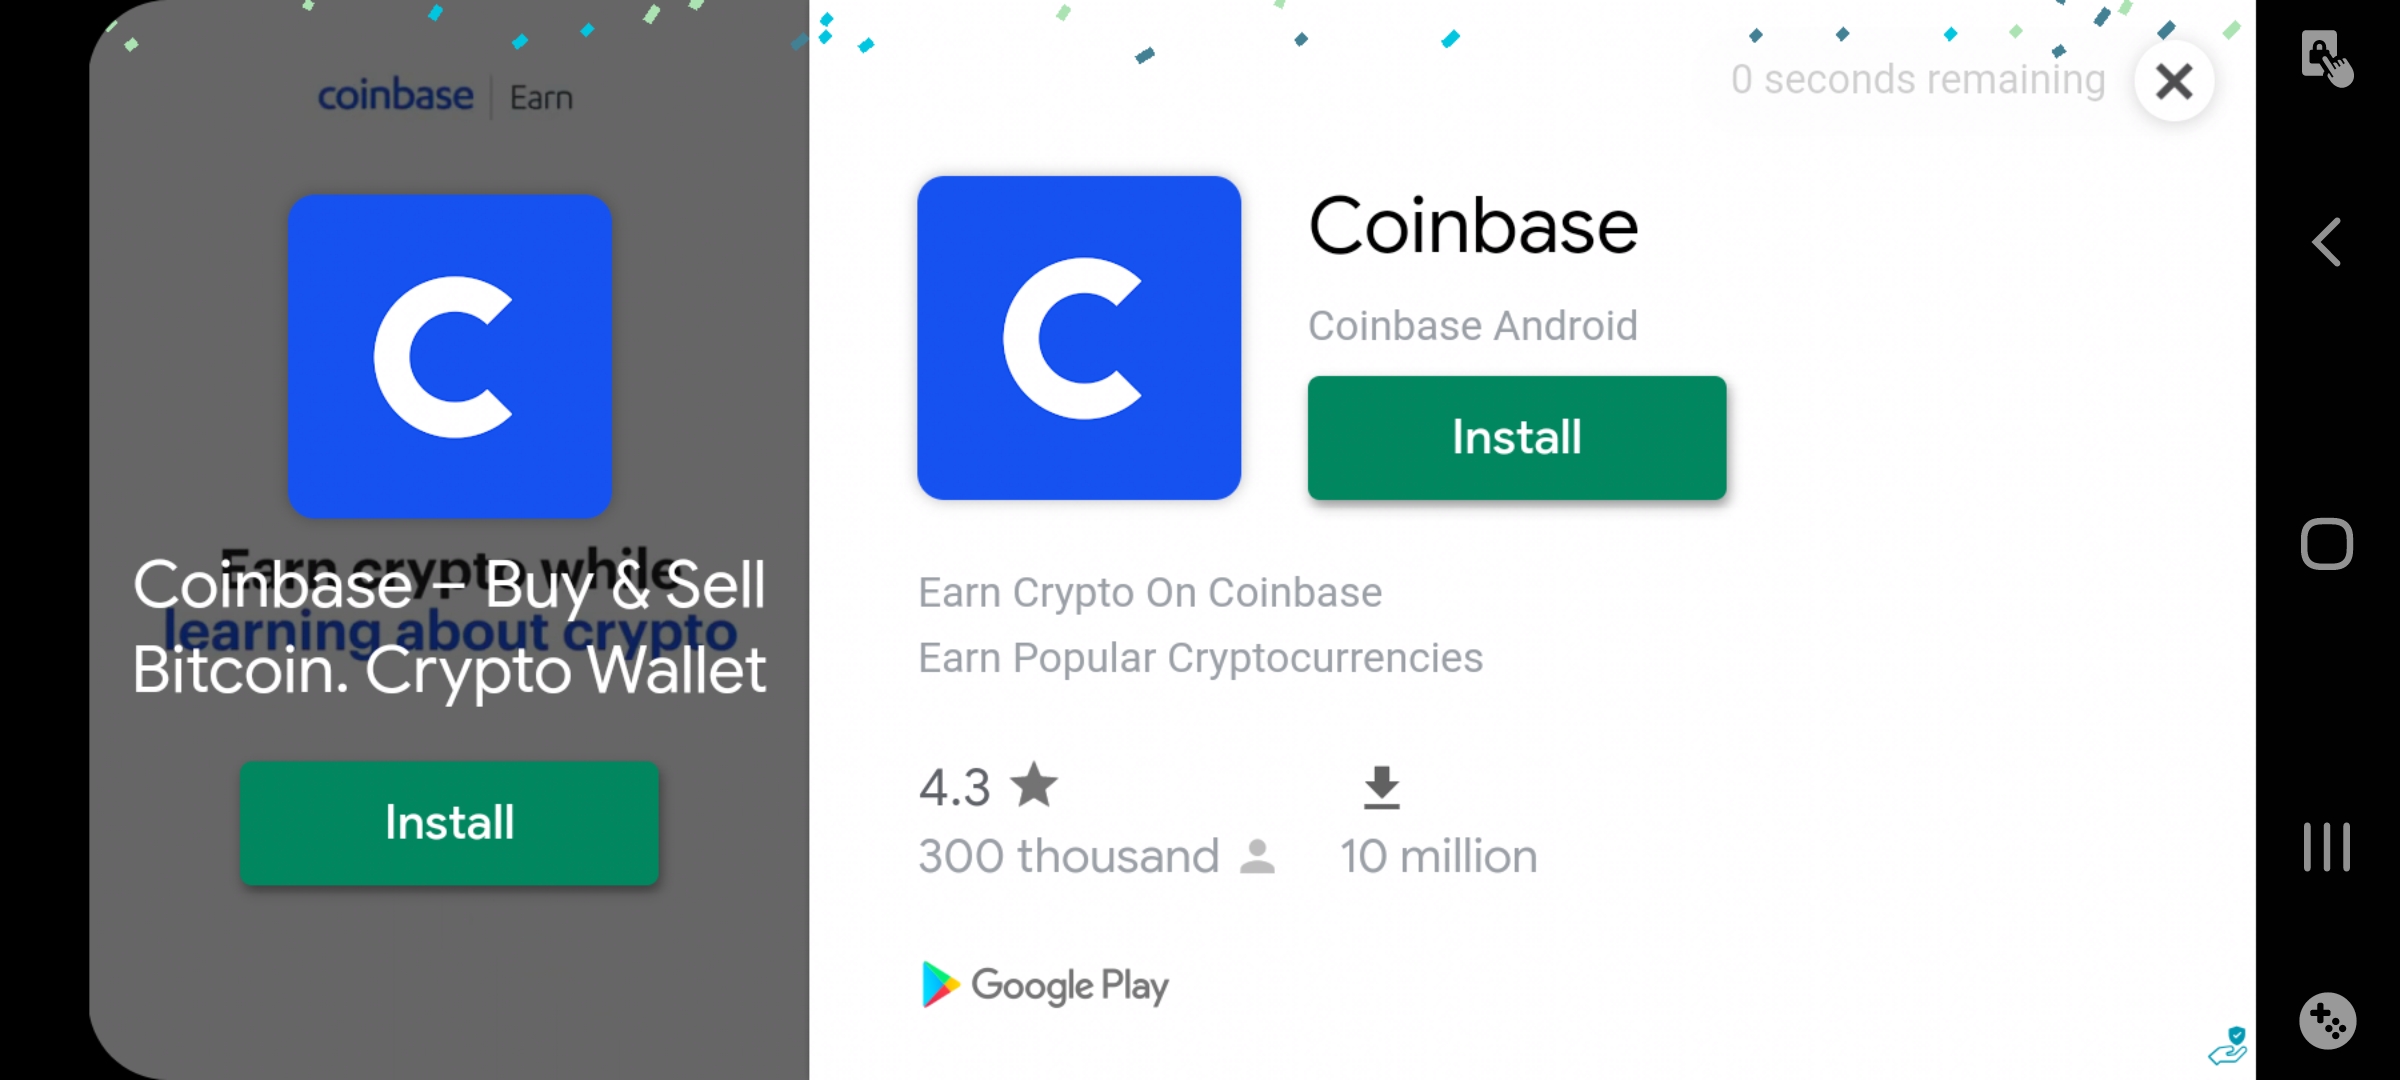 coinbase | Earn
Earn crypto while
learning about crypto
Coinbase – Buy & Sell
Bitcoin. Crypto Wallet
Install
0 seconds remaining
Coinbase
Coinbase Android
Install
Earn Crypto On Coinbase
Earn Popular Cryptocurrencies
4.3
300 thousand
10 million
Google Play